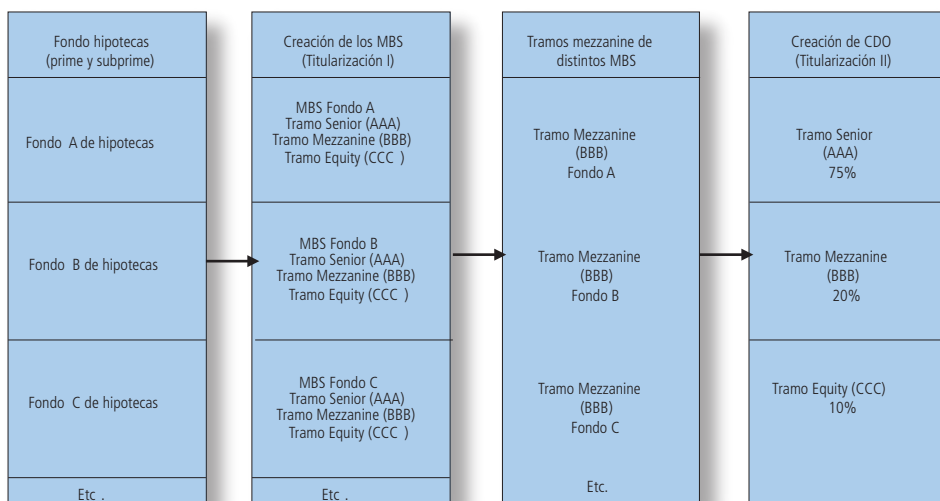 Fondo hipotecas
(prime y subprime)
Fondo A de hipotecas
Fondo B de hipotecas
Fondo C de hipotecas
Etc .
Creación de los MBS
(Titularización I)
MBS Fondo A
Tramo Senior (AAA)
Tramo Mezzanine (BBB)
Tramo Equity (CCC )
MBS Fondo B
Tramo Senior (AAA)
Tramo Mezzanine (BBB)
Tramo Equity (CCC )
MBS Fondo C
Tramo Senior (AAA)
Tramo Mezzanine (BBB)
Tramo Equity (CCC )
Etc .
Tramos mezzanine de
distintos MBS
Tramo Mezzanine
(BBB)
Fondo A
Tramo Mezzanine
(BBB)
Fondo B
Tramo Mezzanine
(BBB)
Fondo C
Etc.
Creación de CDO
(Titularización II)
Tramo Senior
(AAA)
75%
Tramo Mezzanine
(BBB)
20%
Tramo Equity (CCC)
10%